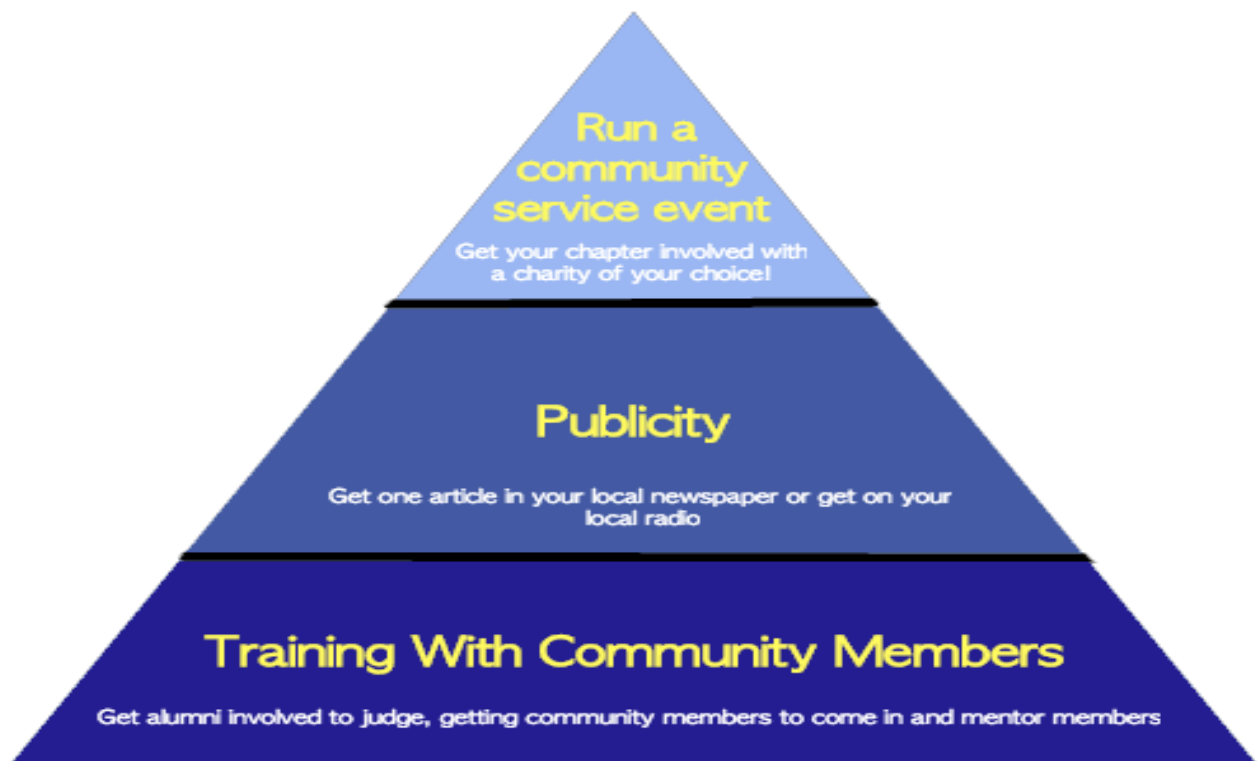 Run a
community
service event
Get your chapter involved with
a charity of your choice!
Publicity
Get one article in your local newspaper or get on your
local radio
Training With Community Members
Get alumni involved to judge, getting community members to come in and mentor members